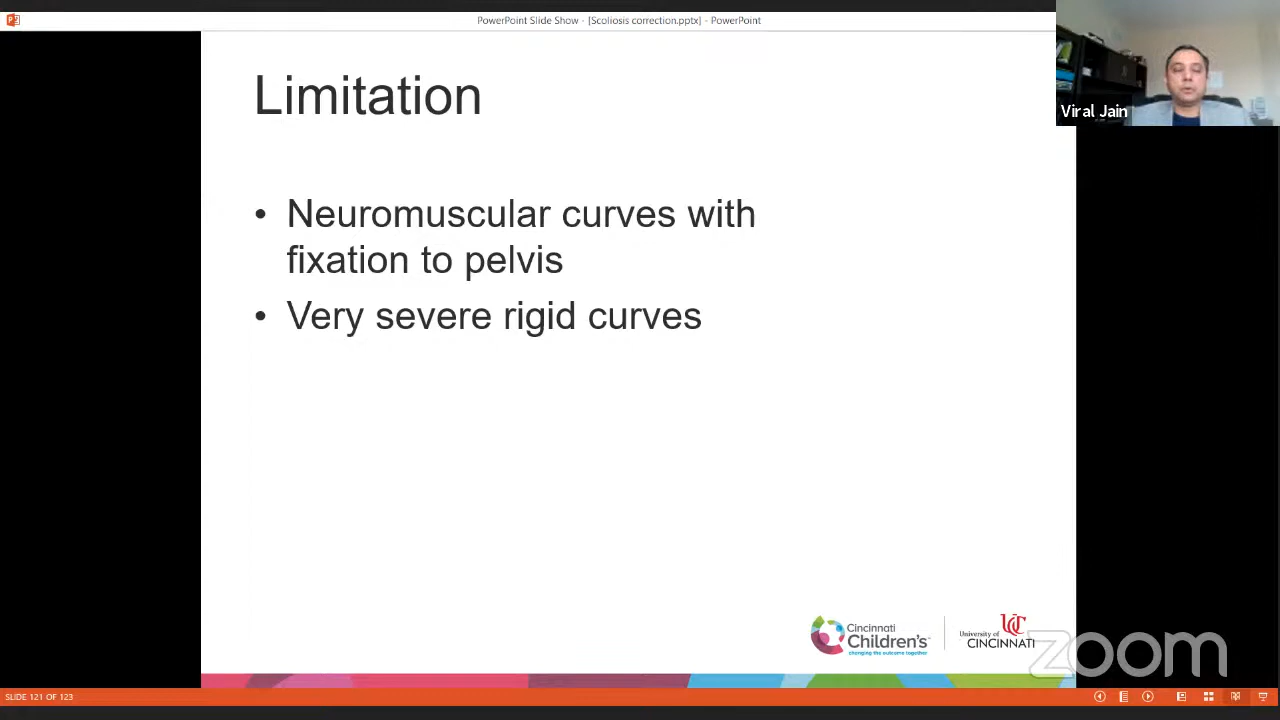 PowerPoint Slide Show - [Scoliosis correction.pptx] - PowerPoint
Viral Jain
Limitation
• Neuromuscular curves with
fixation to pelvis
• Very severe rigid curves
Cincinnati
Children's
changing the outcome together
UC
University of
CINCINNATI
zoom
SLIDE 121 OF 123